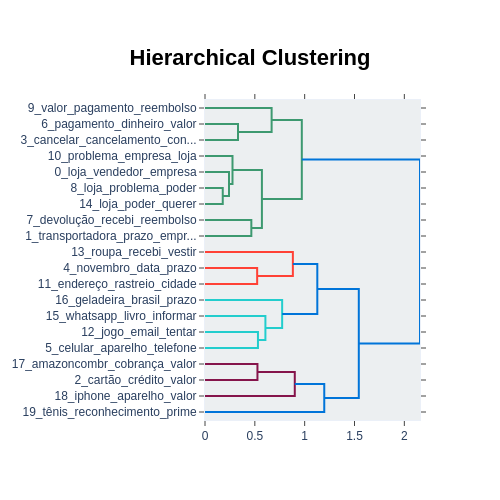 Hierarchical Clustering
9_valor_pagamento_reembolso
6_pagamento_dinheiro_valor
3_cancelar_cancelamento_con...
10_problema_empresa_loja
0_loja_vendedor_empresa
8_loja_problema_poder
14_loja_poder_querer
7_devolução_recebi_reembolso
1_transportadora_prazo_empr...
13_roupa_recebi_vestir
4_novembro_data_prazo
11_endereço_rastreio_cidade
16_geladeira_brasil_prazo
15_whatsapp_livro_informar
12_jogo_email_tentar
5_celular_aparelho_telefone
17_amazoncombr_cobrança_valor
2_cartão_crédito_valor
18_iphone_aparelho_valor
19_tênis_reconhecimento_prime
0 0.5 1 1.5 2